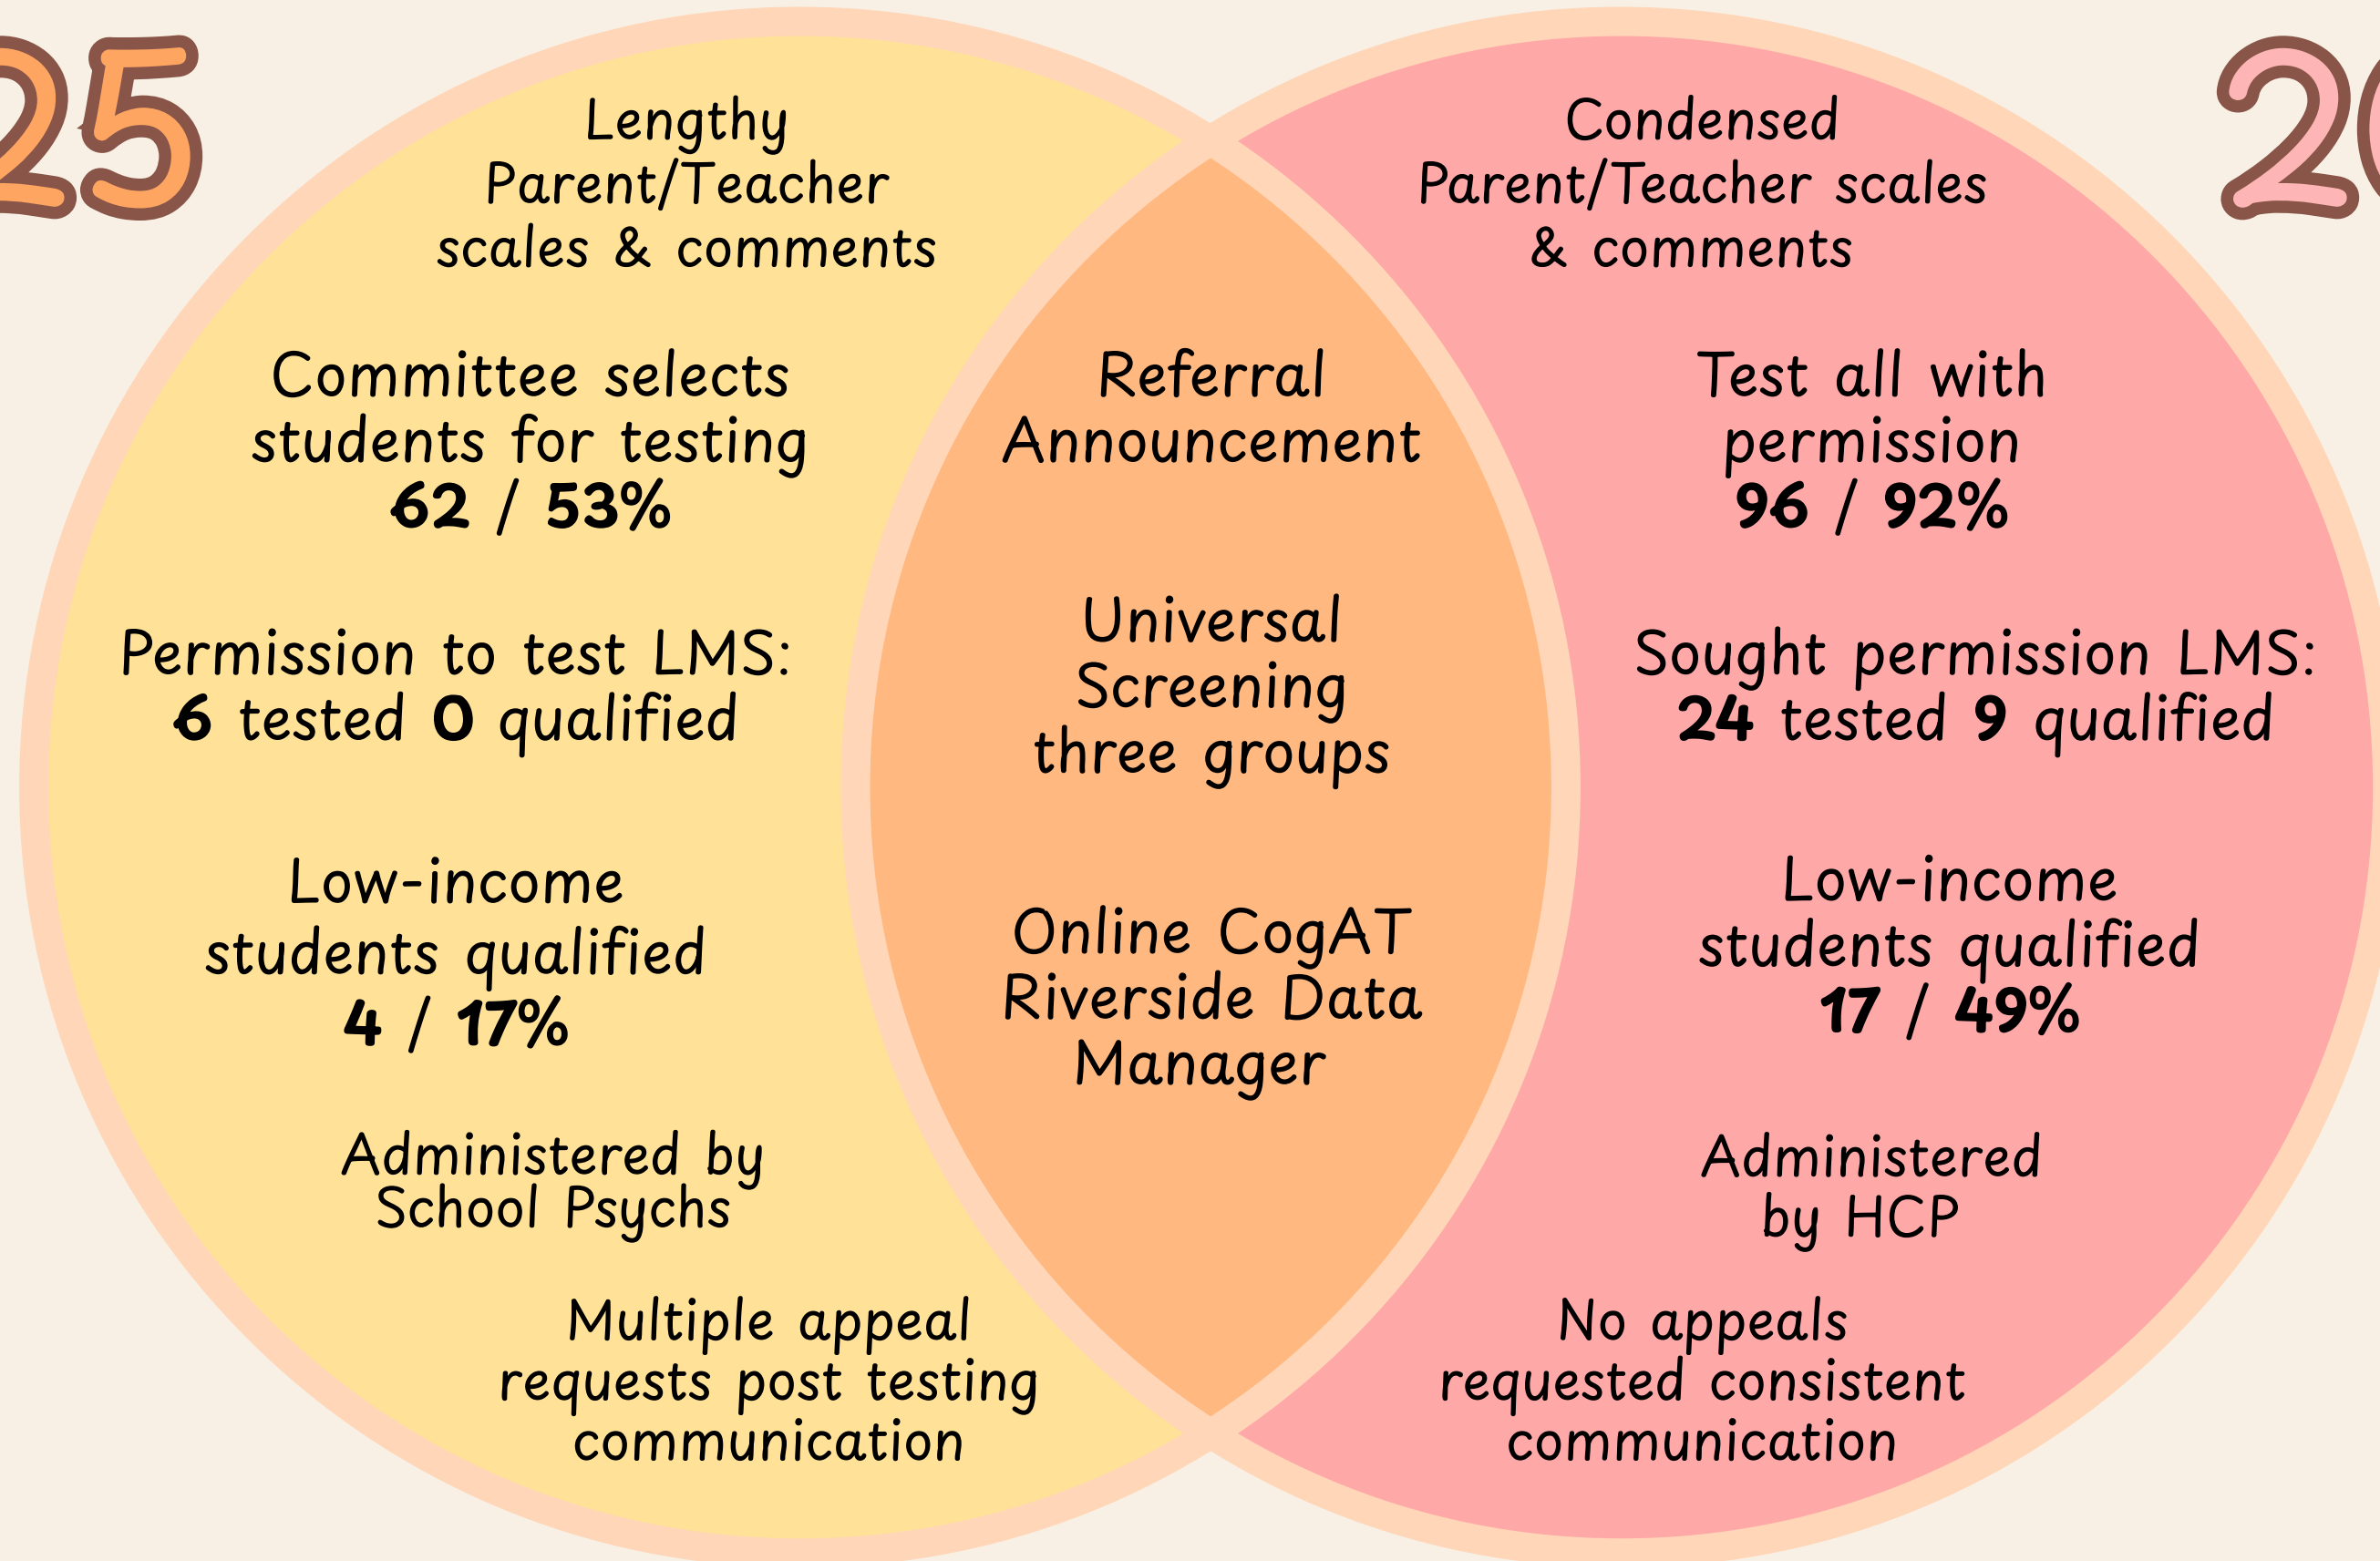 25
Lengthy
Parent/Teacher
scales & comments
Committee selects
students for testing
62 / 53%
Permission to test LMS:
6 tested 0 qualified
Low-income
students qualified
4 / 17%
Administered by
School Psychs
Multiple appeal
requests post testing
communication
Referral
Announcement
Universal
Screening
three groups
Online CogAT
Riverside Data
Manager
2
Condensed
Parent/Teacher scales
& comments
Test all with
permission
96 / 92%
Sought permission LMS:
24 tested 9 qualified
Low-income
students qualified
17 / 49%
Administered
by HCP
No appeals
requested consistent
communication